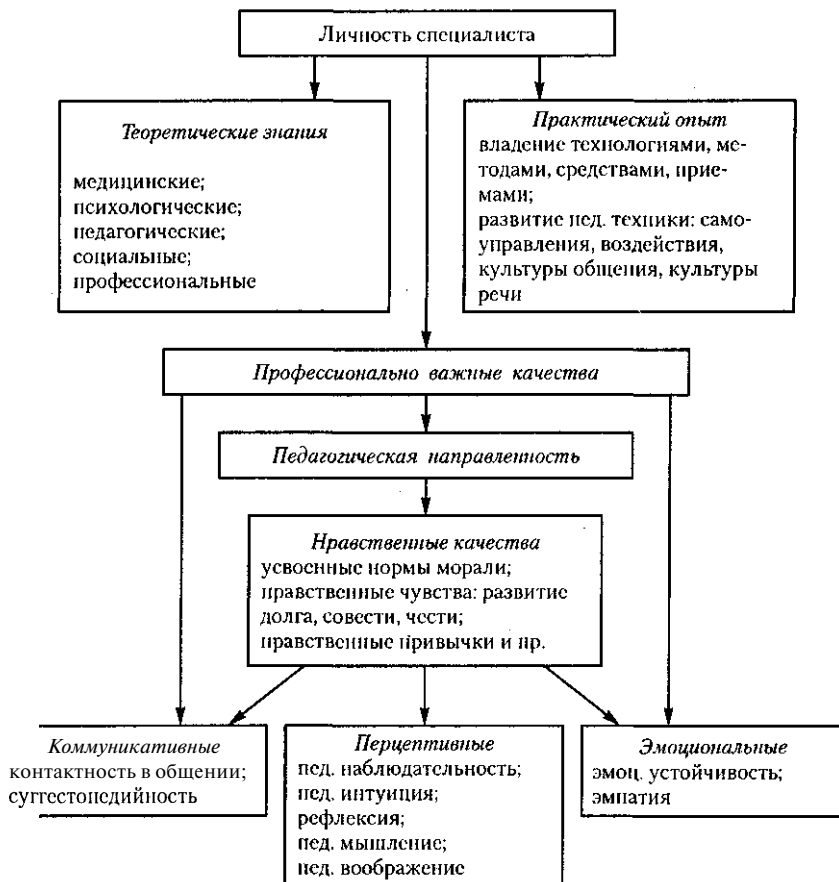 Личность специалиста
Теоретические знания
медицинские;
психологические;
педагогические;
социальные;
профессиональные
Практический опыт
владение технологиями, ме-
тодами, средствами, прие-
мами;
развитие пед. техники: само-
управления, воздействия,
культуры общения, культуры
речи
Профессионально важные качества
Педагогическая направленность
Нравственные качества
усвоенные нормы морали;
нравственные чувства: развитие
долга, совести, чести;
нравственные привычки и пр.
Коммуникативные
контактность в общении;
суггестопедийность
Перцептивные
пед. наблюдательность;
пед. интуиция;
рефлексия;
пед. мышление;
пед. воображение
Эмоциональные
эмоц. устойчивость;
эмпатия